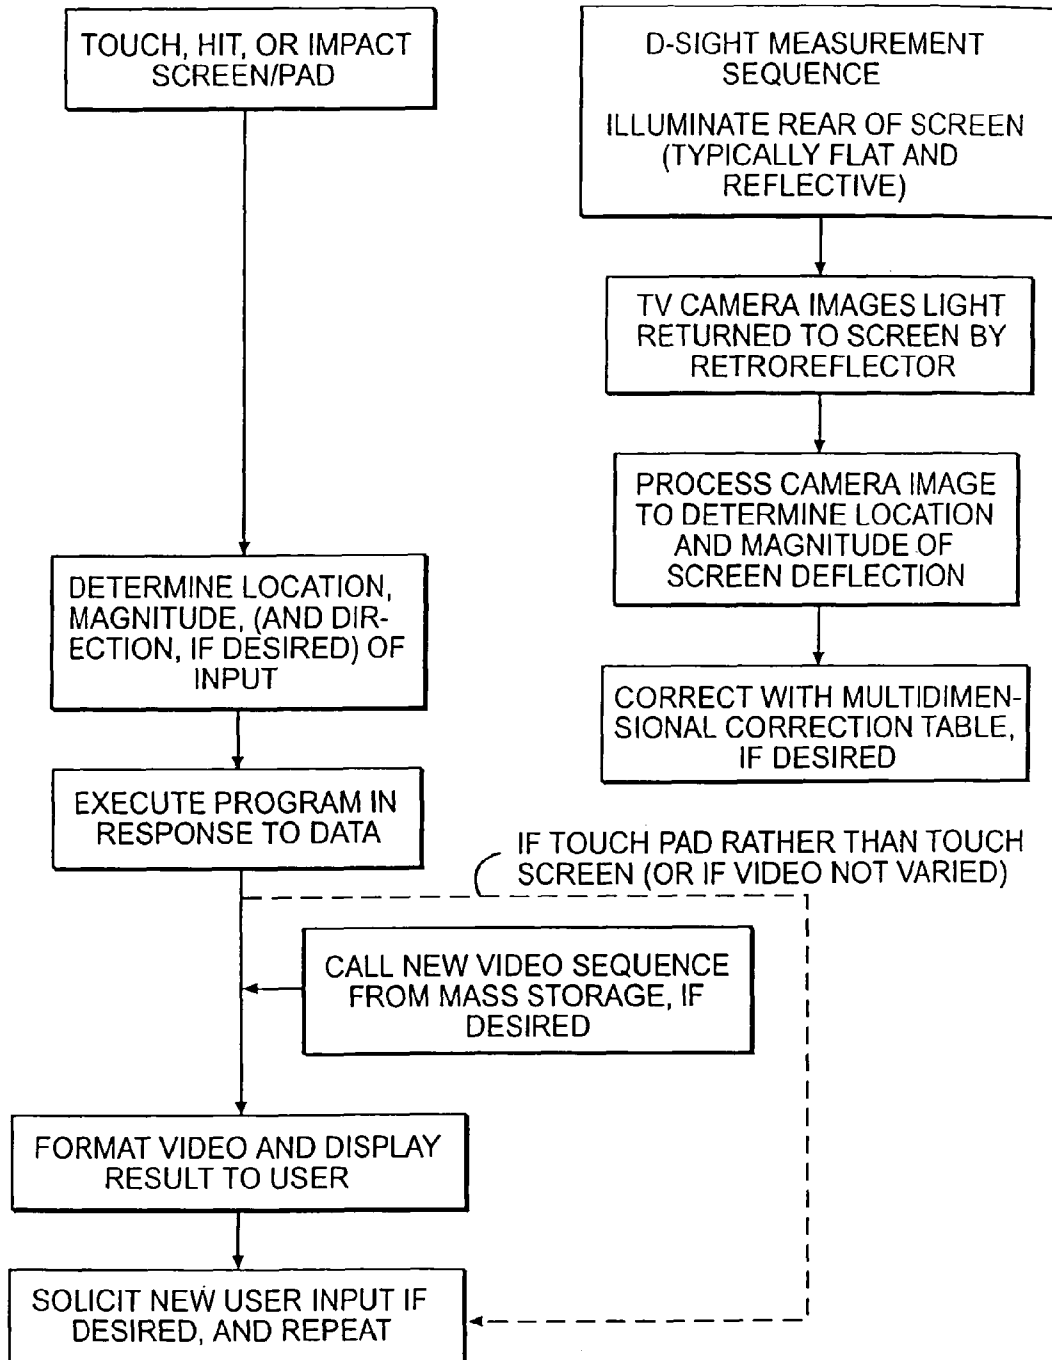 TOUCH, HIT, OR IMPACT
SCREEN/PAD
DETERMINE LOCATION,
MAGNITUDE, (AND DIR-
ECTION, IF DESIRED) OF
INPUT
EXECUTE PROGRAM IN
RESPONSE TO DATA
IF TOUCH PAD RATHER THAN TOUCH
SCREEN (OR IF VIDEO NOT VARIED)
CALL NEW VIDEO SEQUENCE
FROM MASS STORAGE, IF
DESIRED
FORMAT VIDEO AND DISPLAY
RESULT TO USER
SOLICIT NEW USER INPUT IF
DESIRED, AND REPEAT
D-SIGHT MEASUREMENT
SEQUENCE
ILLUMINATE REAR OF SCREEN
(TYPICALLY FLAT AND
REFLECTIVE)
TV CAMERA IMAGES LIGHT
RETURNED TO SCREEN BY
RETROREFLECTOR
PROCESS CAMERA IMAGE
TO DETERMINE LOCATION
AND MAGNITUDE OF
SCREEN DEFLECTION
CORRECT WITH MULTIDIMEN-
SIONAL CORRECTION TABLE,
IF DESIRED